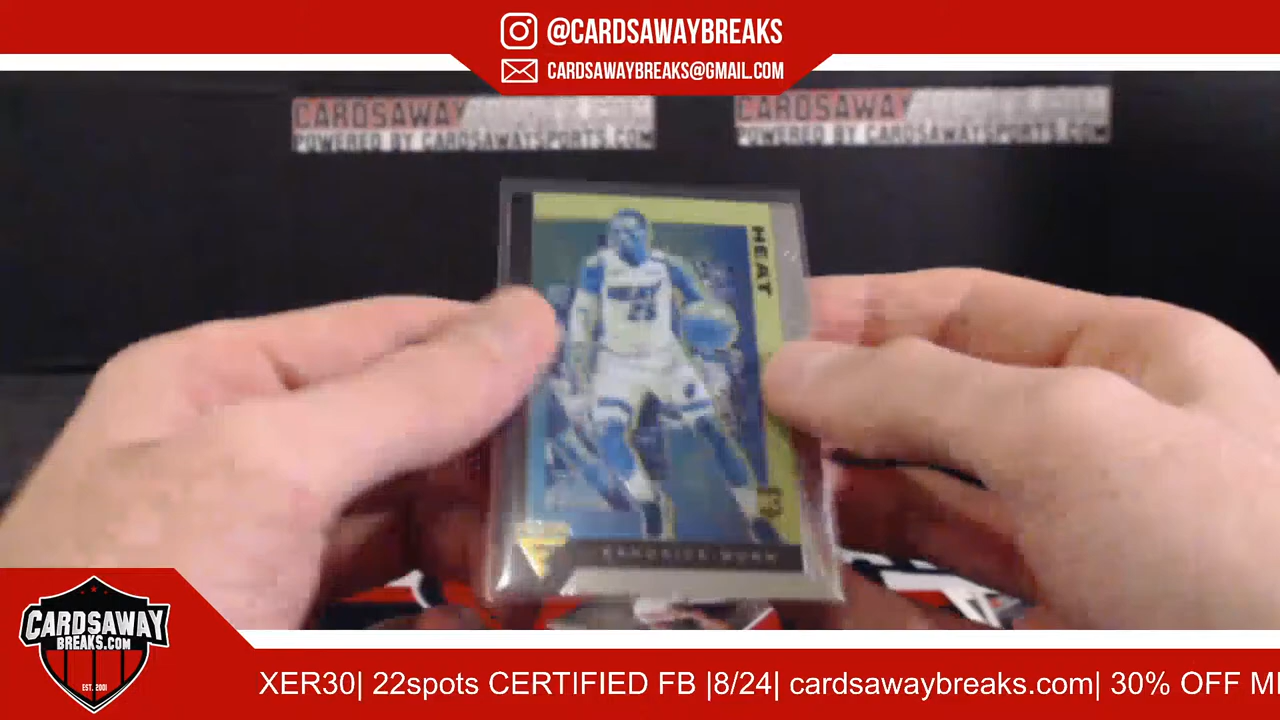 @CARDSAWAYBREAKS
CARDSAWAYBREAKS@GMAIL.COM
CARDSAWAY
POWERED BY CARDSAWAYSPORTS.COM
CARDSAWAY
POWERED BY CARDSAWAYSPORTS.COM
HEAT
KENDRICK NUNN
CARDSAWAY
BREAKS.COM
EST. 2001
XER30| 22spots CERTIFIED FB |8/24| cardsawaybreaks.com| 30% OFF